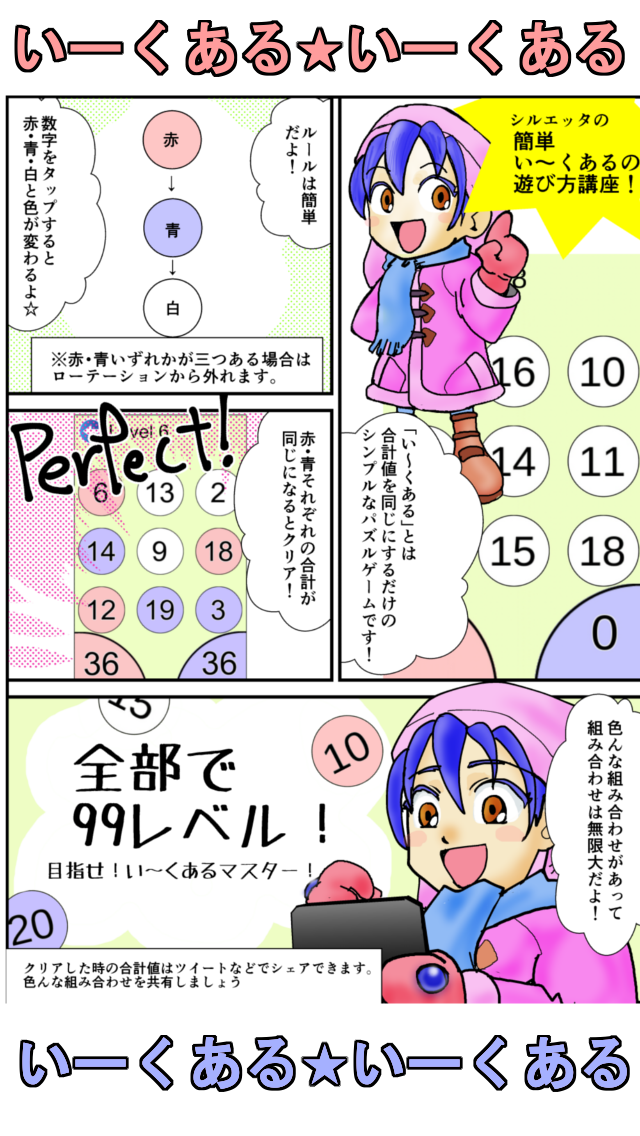 いーくある★いーくある
シルエッタの
簡単
い〜くあるの
遊び方講座！
8
16 10
14 11
15 18
0
「い〜くある」とは
合計値を同じにするだけの
シンプルなパズルゲームです！
ルールは簡単
だよ！
赤
↓
青
↓
白
数字をタップすると
赤・青・白と色が変わるよ☆
※赤・青いずれかが三つある場合は
ローテーションから外れます。
vel 6
Perfect!
6 13 2
14 9 18
12 19 3
36 36
赤・青それぞれの合計が
同じになるとクリア！
15
10
全部で
99レベル！
目指せ！い〜くあるマスター！
20
色んな組み合わせがあって
組み合わせは無限大だよ！
クリアした時の合計値はツイートなどでシェアできます。
色んな組み合わせを共有しましょう
いーくある★いーくある